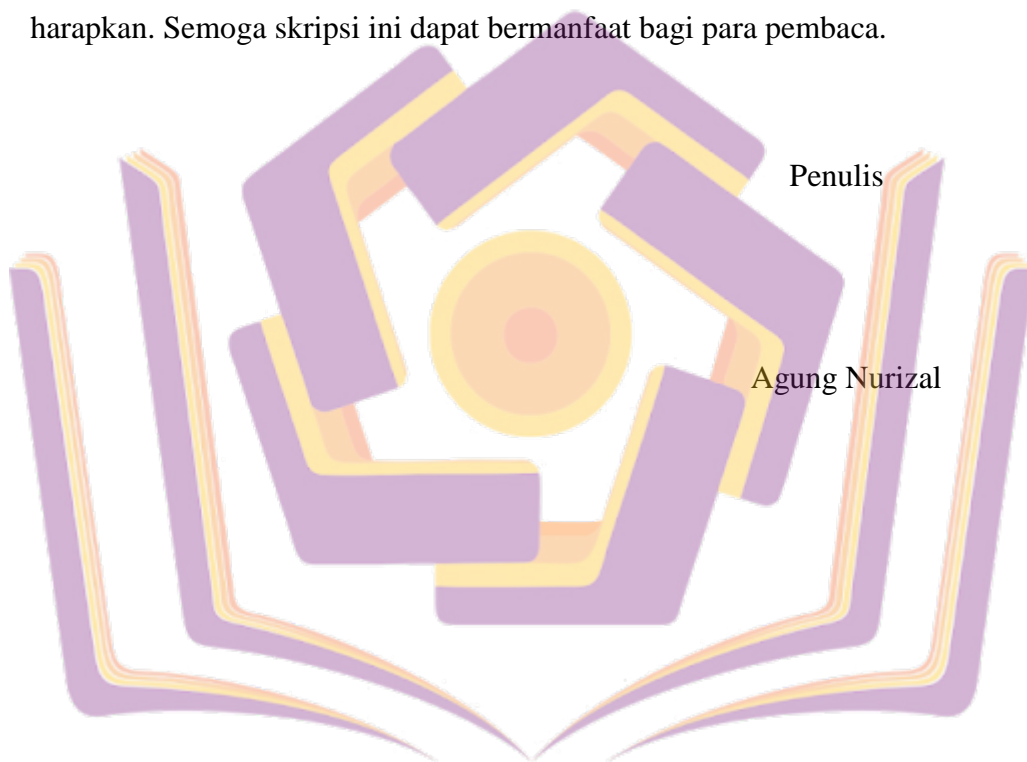 harapkan. Semoga skripsi ini dapat bermanfaat bagi para pembaca.
Penulis
Agung Nurizal